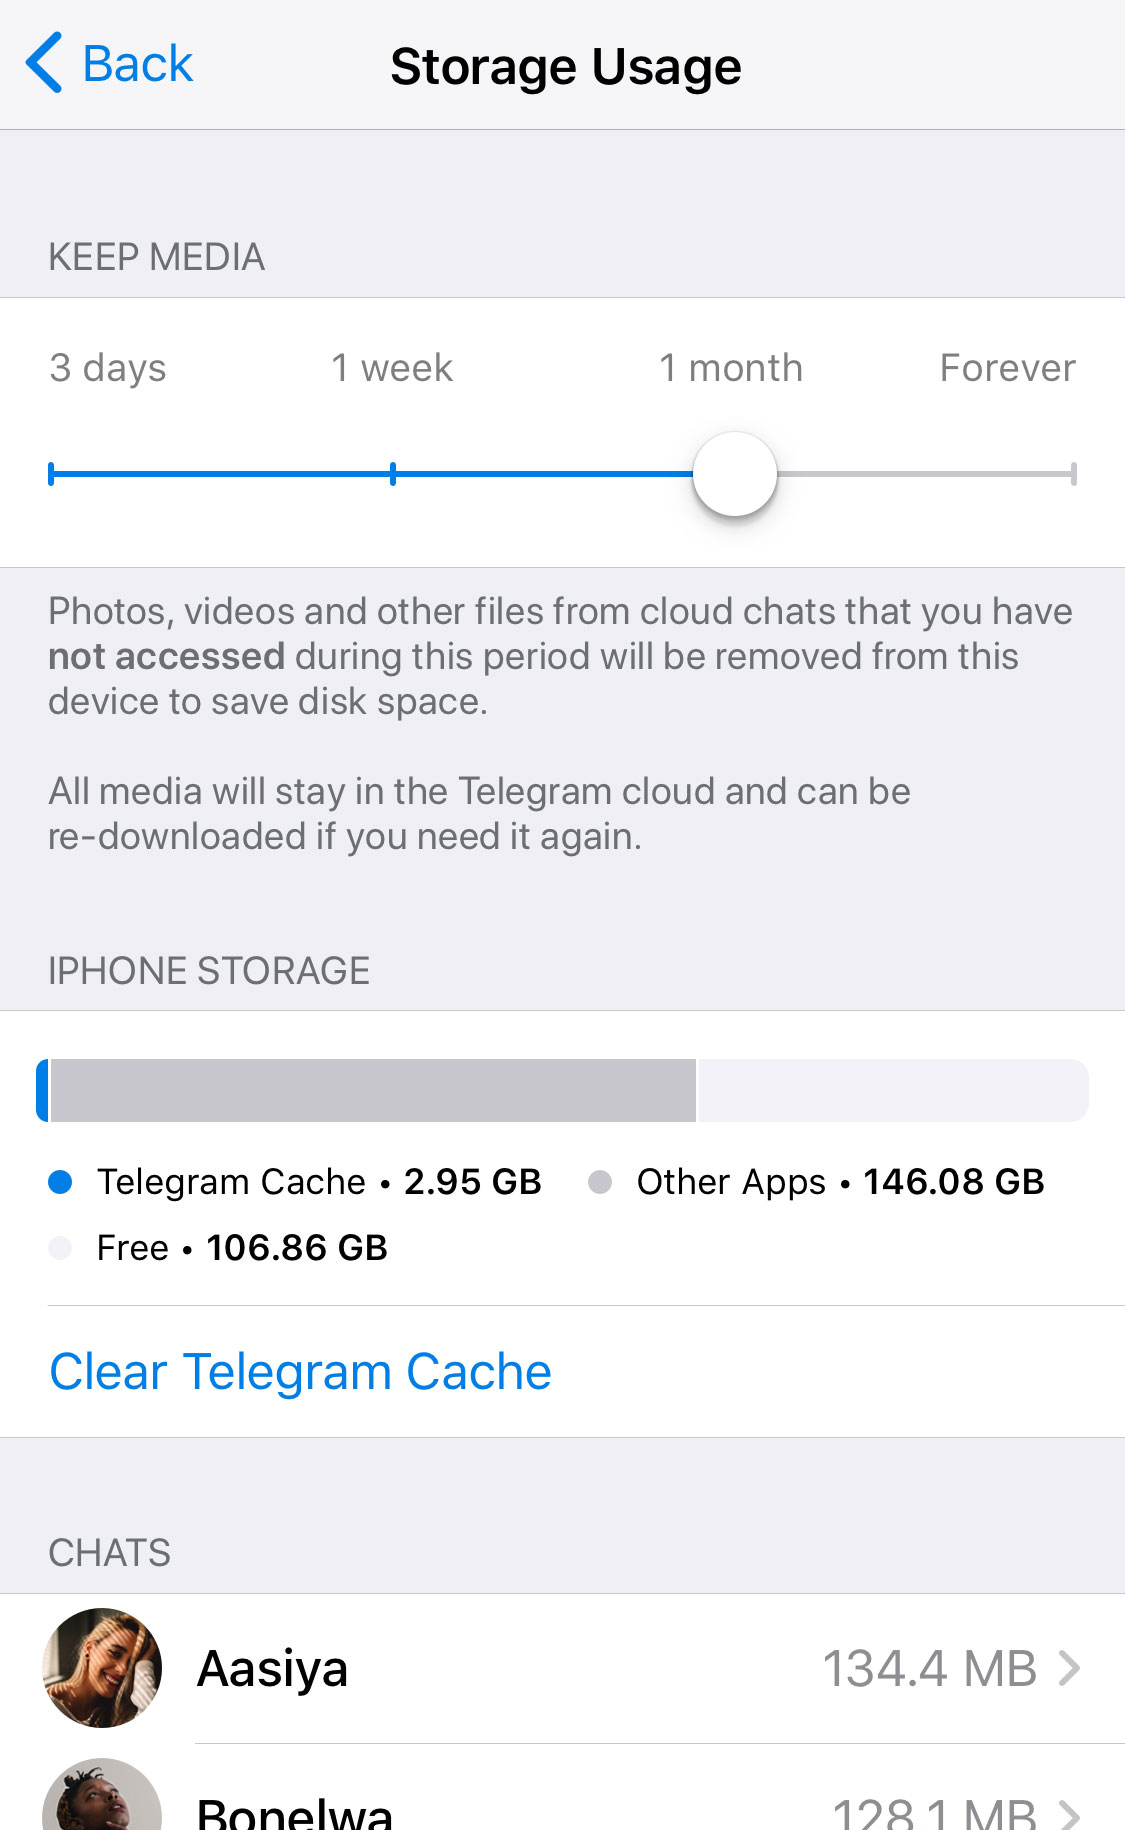 Back
Storage Usage
KEEP MEDIA
3 days 1 week 1 month Forever
Photos, videos and other files from cloud chats that you have
not accessed during this period will be removed from this
device to save disk space.
All media will stay in the Telegram cloud and can be
re-downloaded if you need it again.
IPHONE STORAGE
Telegram Cache • 2.95 GB Other Apps • 146.08 GB
Free • 106.86 GB
Clear Telegram Cache
CHATS
Aasiya 134.4 MB
Bonelwa 128.1 MB